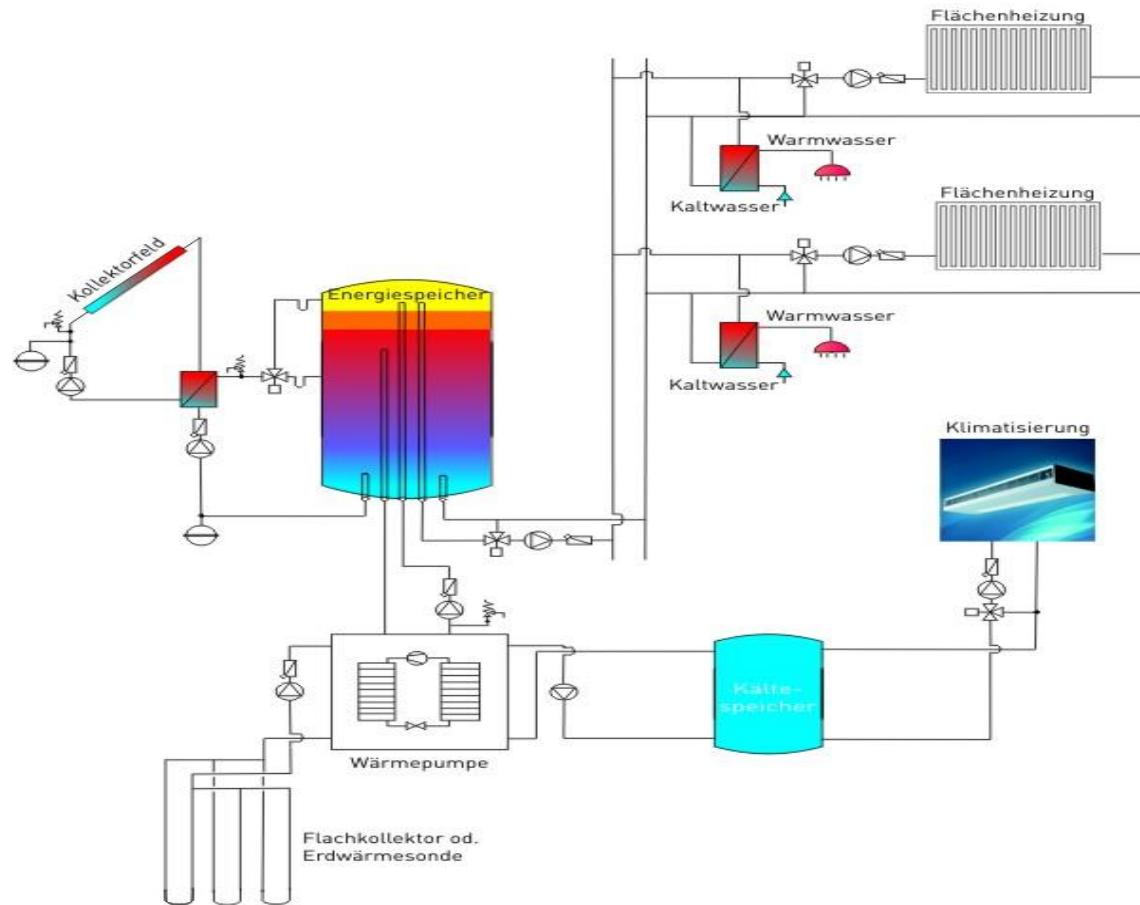 Flächenheizung
Warmwasser
Kaltwasser
Flächenheizung
Kollektorfeld
Energiespeicher
Warmwasser
Kaltwasser
Klimatisierung
Kälte-
speicher
Wärmepumpe
Flachkollektor od.
Erdwärmesonde